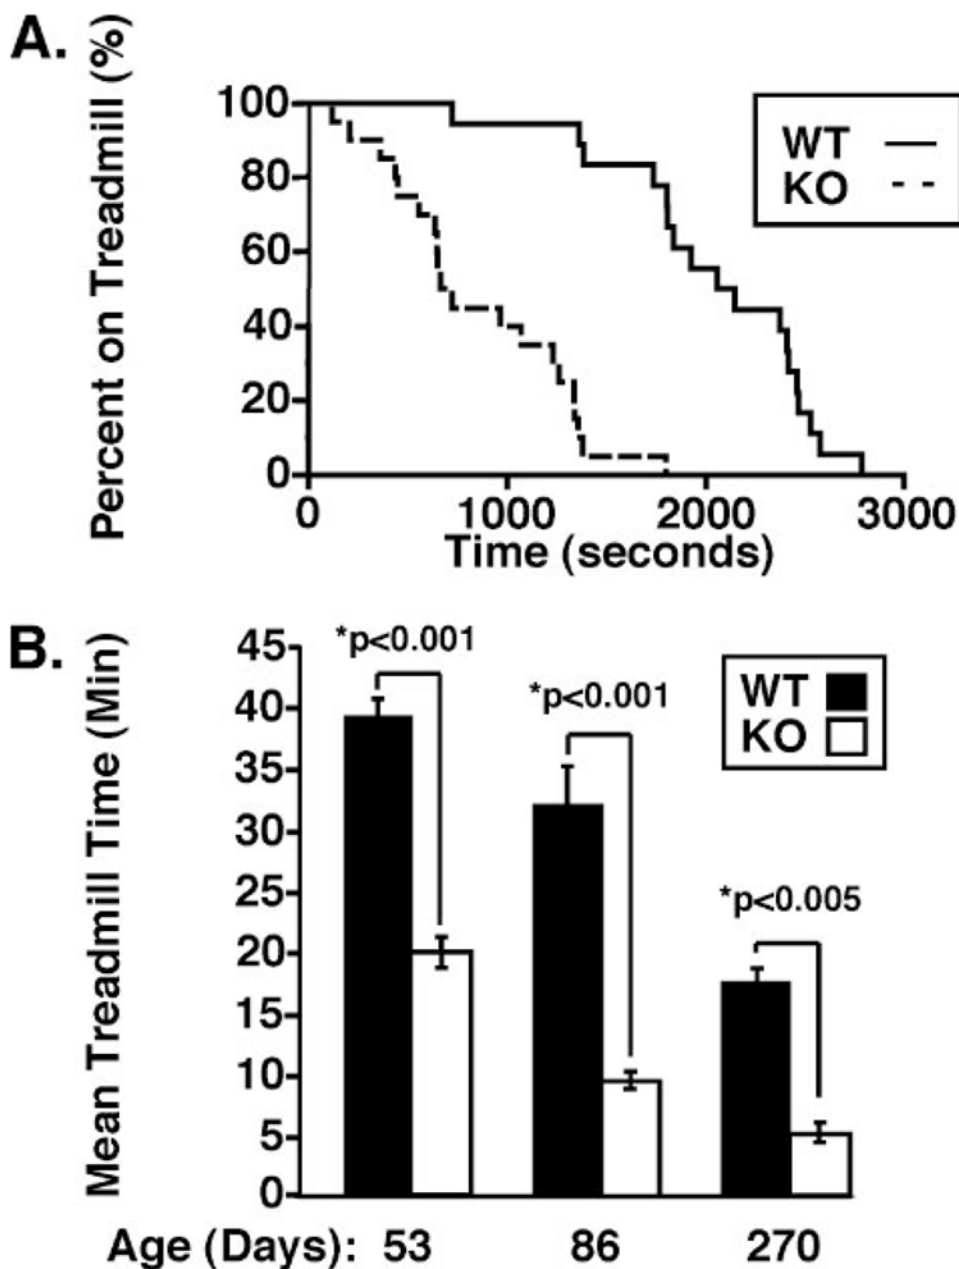 A.
Percent on Treadmill (%)
100
80
60
40
20
0
0 1000 2000 3000
Time (seconds)
WT
KO
B.
Mean Treadmill Time (Min)
45
40
35
30
25
20
15
10
5
0
*p<0.001
*p<0.001
*p<0.005
WT
KO
Age (Days): 53 86 270